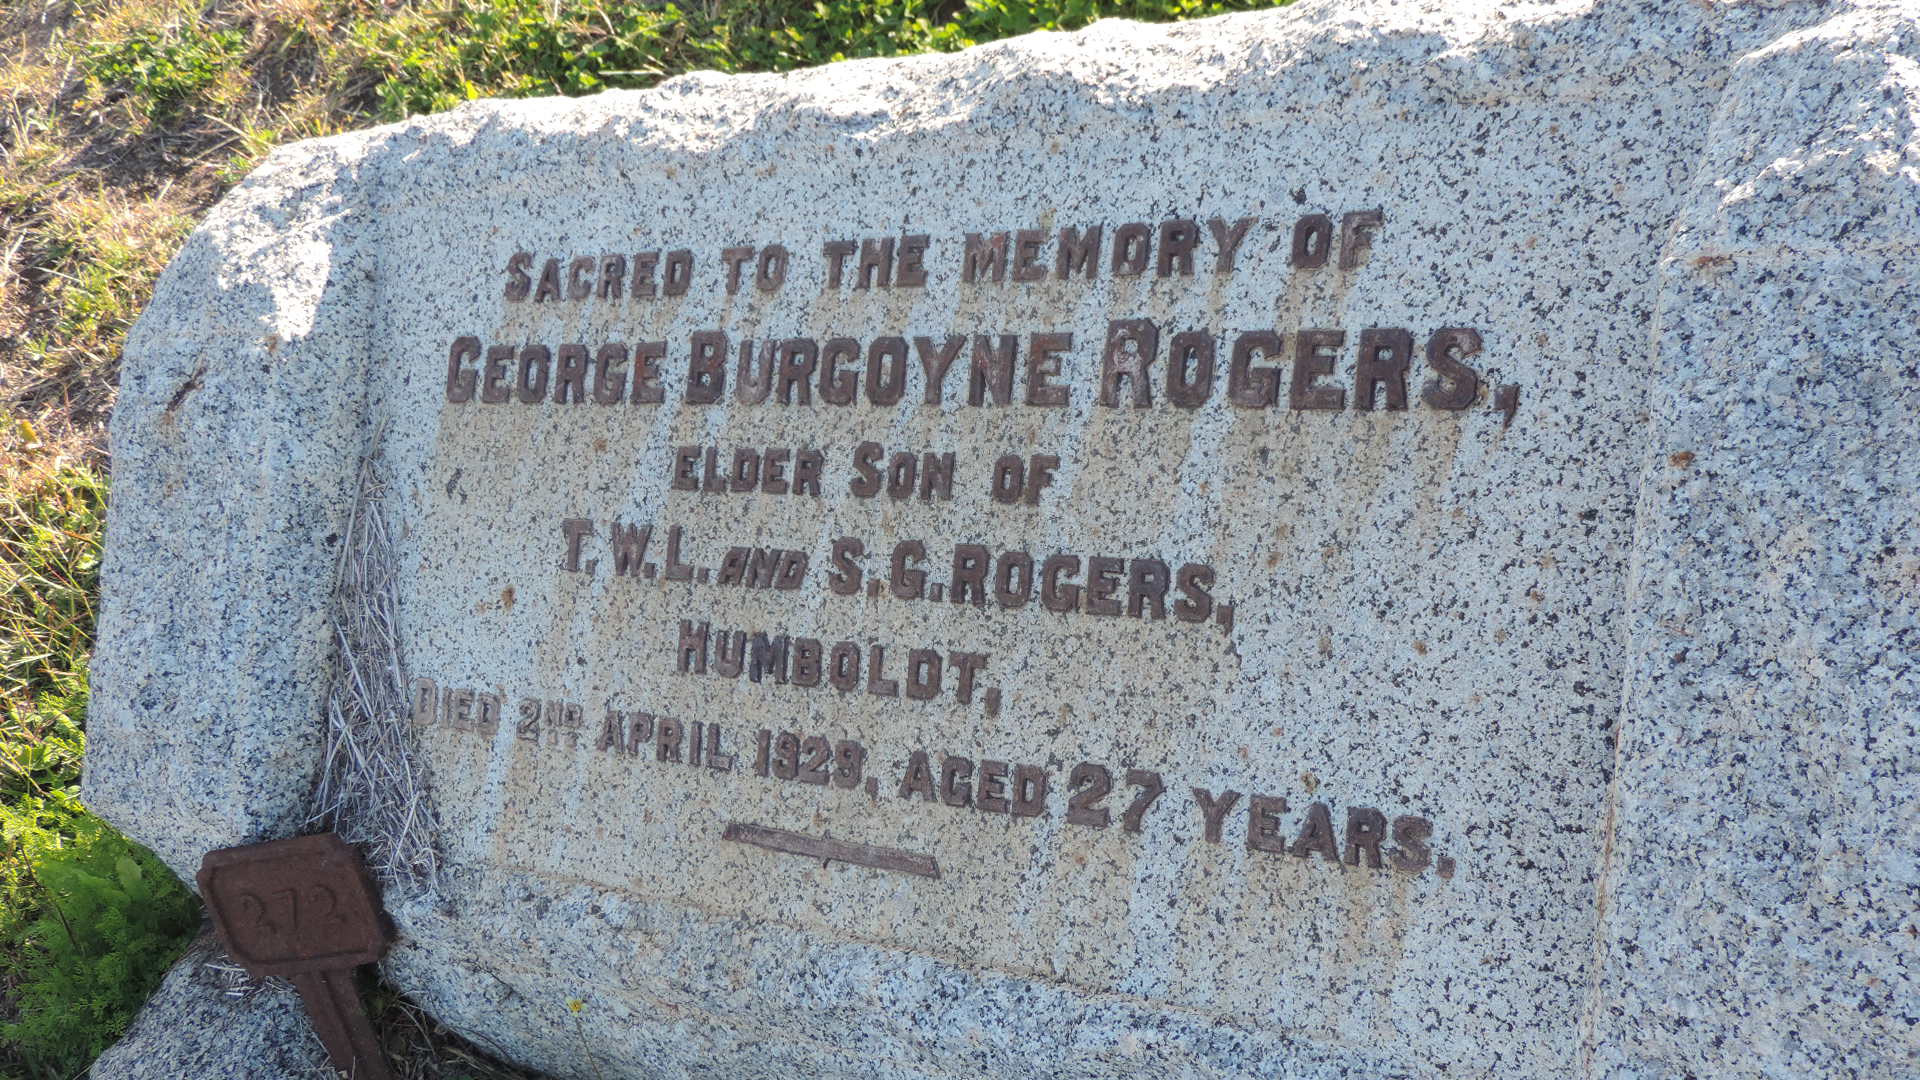 SACRED TO THE MEMORY OF
GEORGE BURGOYNE ROGERS,
ELDER SON OF
T.W.L. AND S.G. ROGERS,
HUMBOLDT,
DIED 2ND APRIL 1929, AGED 27 YEARS.
272